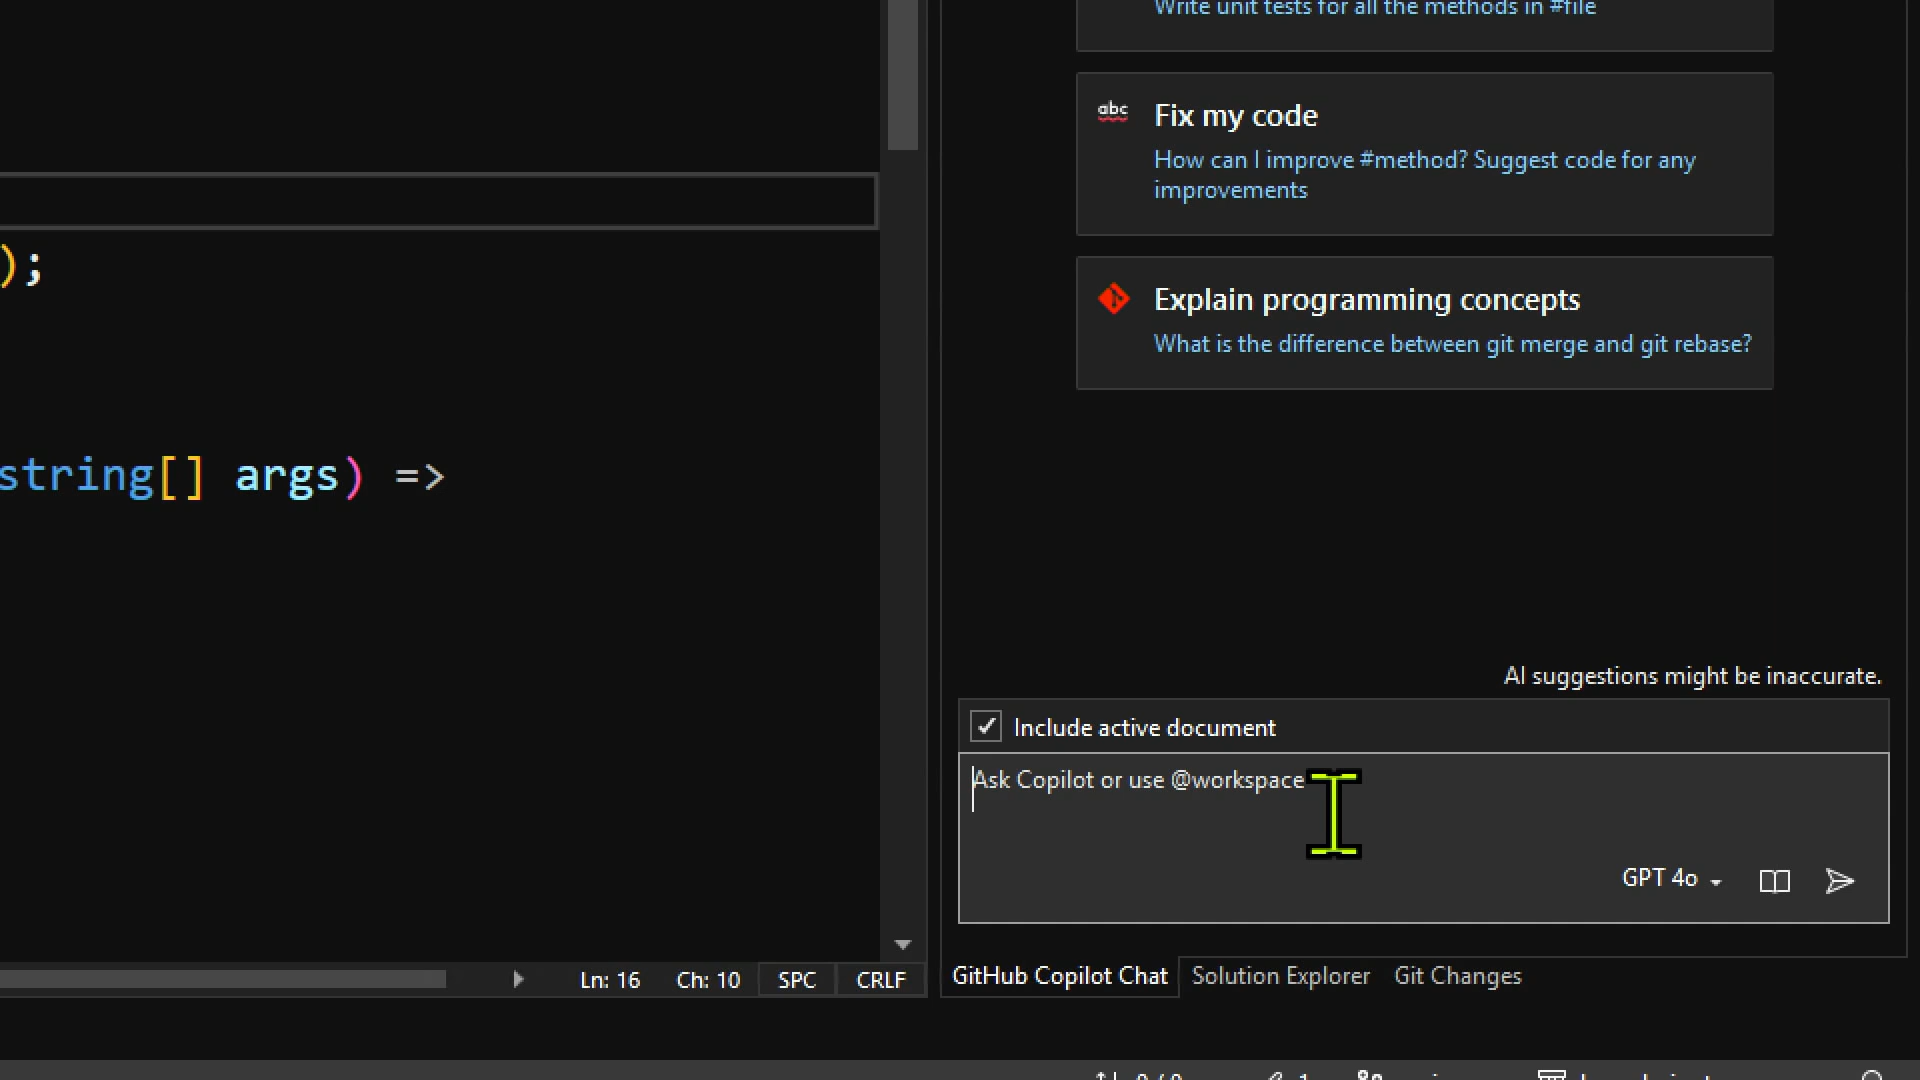 Write unit tests for all the methods in #file
abc
Fix my code
How can I improve #method? Suggest code for any
improvements
);
Explain programming concepts
What is the difference between git merge and git rebase?
string[] args) =>
AI suggestions might be inaccurate.
Include active document
Ask Copilot or use @workspace
GPT 4o
Ln: 16 Ch: 10 SPC CRLF
GitHub Copilot Chat Solution Explorer Git Changes